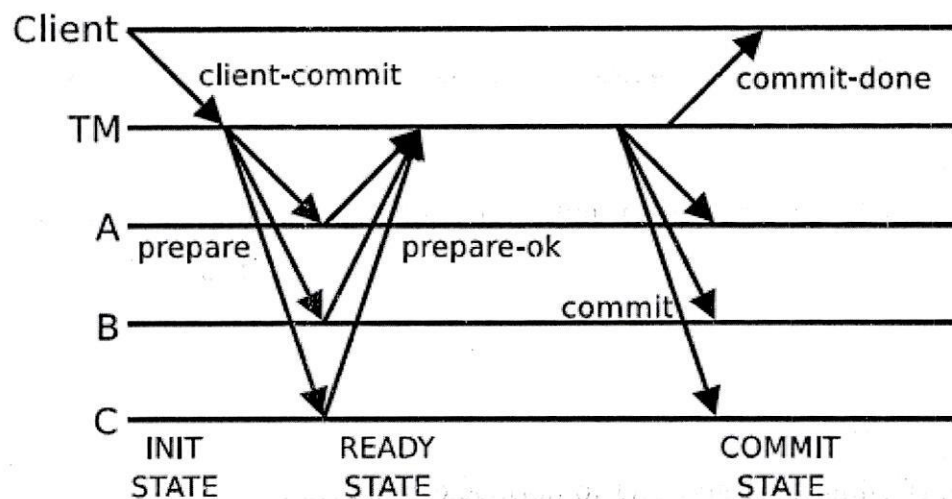 Client
client-commit
commit-done
TM
A
prepare
prepare-ok
commit
B
C
INIT
STATE
READY
STATE
COMMIT
STATE